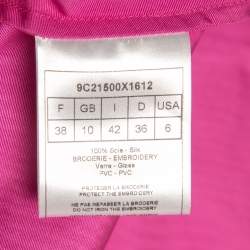 9C21500X1612
F GB I D USA
38 10 42 36 6
100% Soie - Silk
BRODERIE - EMBROIDERY
Verre - Glass
PVC - PVC
PROTEGER LA BRODERIE
PROTECT EMBROIDERY
NE PAS REPASSER LA BRODERIE
DO NOT IRON THE EMBROIDERY